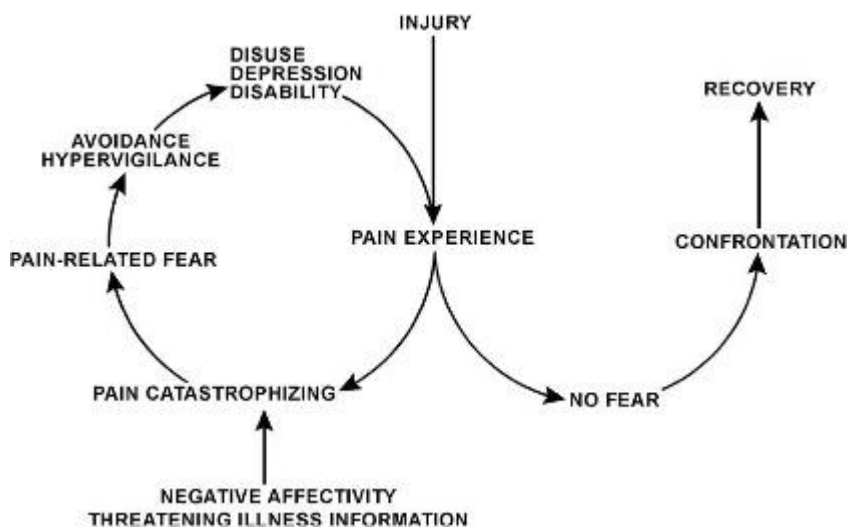 INJURY
DISUSE
DEPRESSION
DISABILITY
RECOVERY
AVOIDANCE
HYPERVIGILANCE
PAIN EXPERIENCE
CONFRONTATION
PAIN-RELATED FEAR
PAIN CATASTROPHIZING
NO FEAR
NEGATIVE AFFECTIVITY
THREATENING ILLNESS INFORMATION